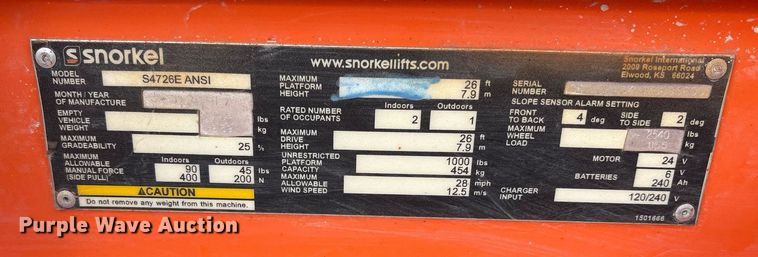 snorkel
www.snorkellifts.com
Snorkel International
2009 Roseport Road
Elwood, KS 66024
MODEL NUMBER S4726E ANSI
MONTH / YEAR OF MANUFACTURE
EMPTY VEHICLE WEIGHT lbs kg
MAXIMUM GRADEABILITY 25 %
Indoors Outdoors
MAXIMUM ALLOWABLE MANUAL FORCE (SIDE PULL) 90 45 lbs
400 200 N
CAUTION
Do not remove any weight from this machine.
MAXIMUM PLATFORM HEIGHT 26 ft
7.9 m
Indoors Outdoors
RATED NUMBER OF OCCUPANTS 2 1
MAXIMUM DRIVE HEIGHT 26 ft
7.9 m
UNRESTRICTED PLATFORM CAPACITY 1000 lbs
454 kg
MAXIMUM ALLOWABLE WIND SPEED 28 mph
12.5 m/s
SERIAL NUMBER
SLOPE SENSOR ALARM SETTING
FRONT TO BACK 4 deg SIDE TO SIDE 2 deg
MAXIMUM WHEEL LOAD 2540 lbs
kg
MOTOR 24 V
BATTERIES 6 V
240 Ah
CHARGER INPUT 120/240 V
1501666
Purple Wave Auction